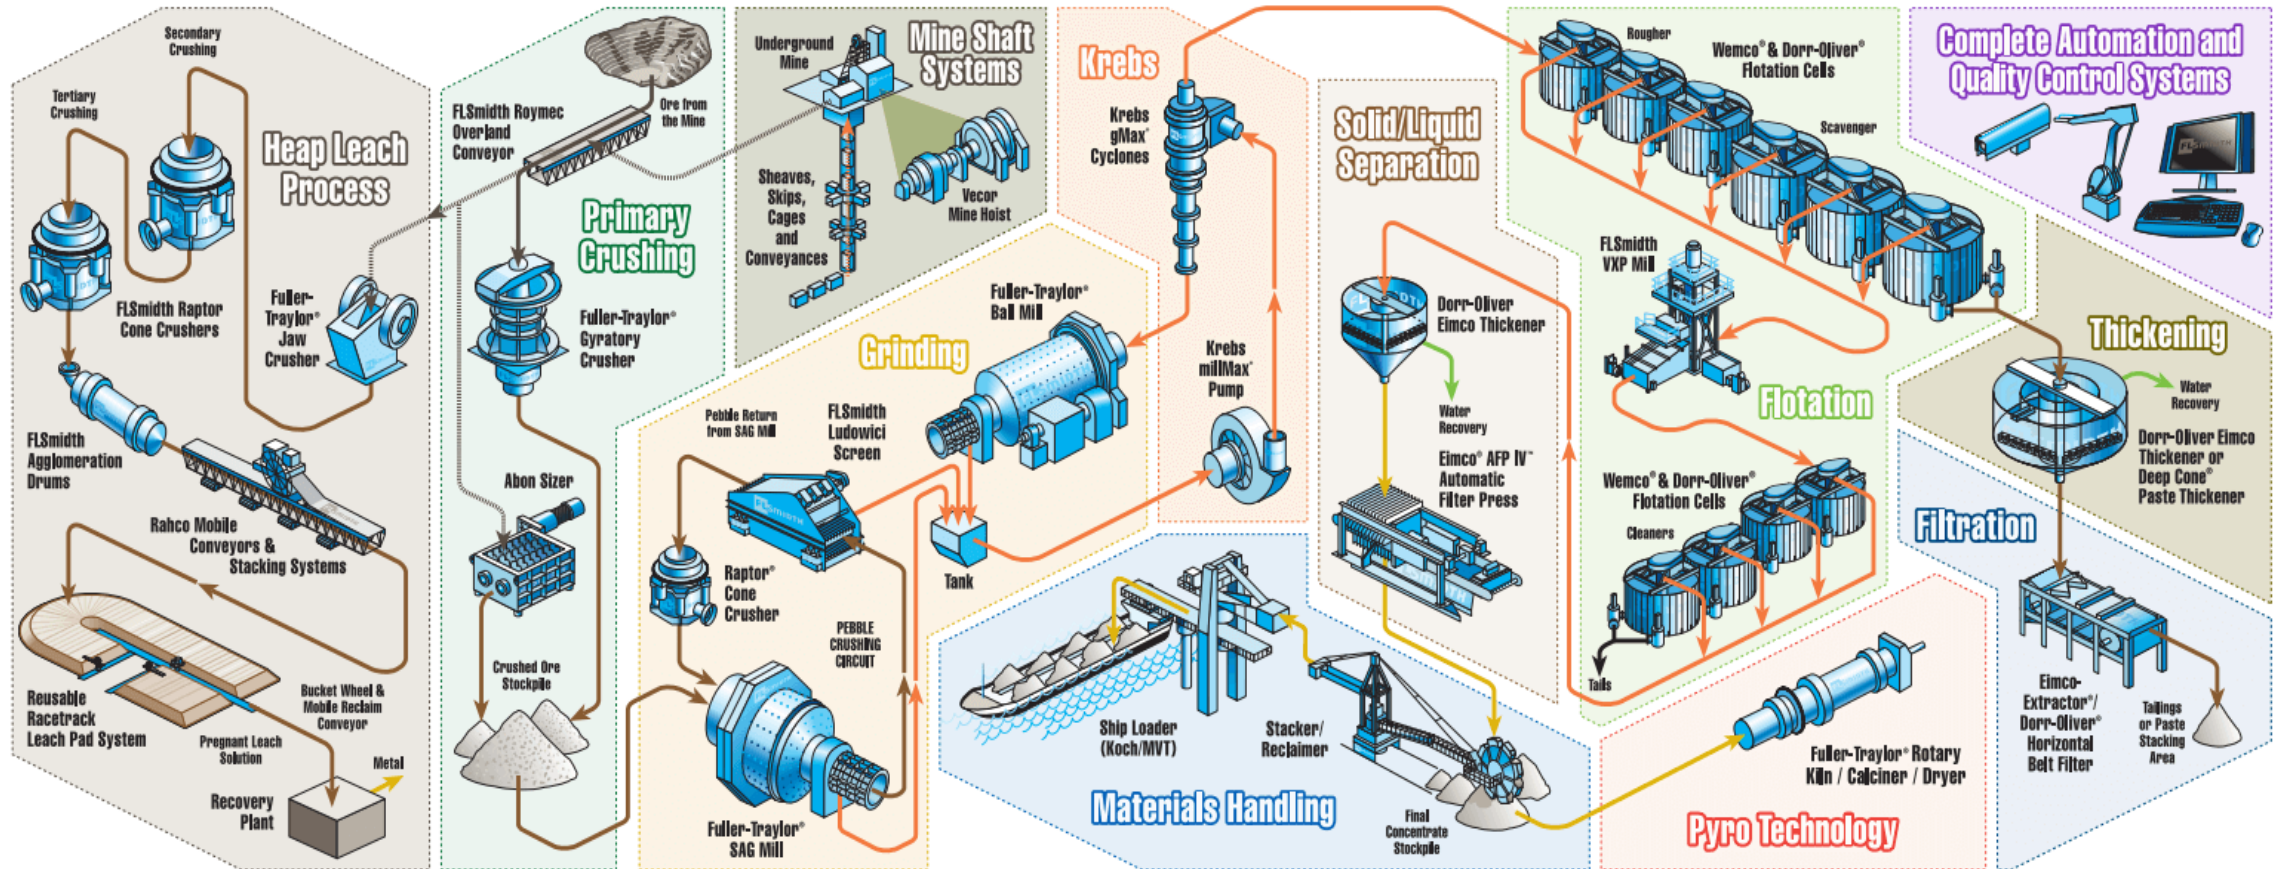 Secondary
Crushing
Tertiary
Crushing
Heap Leach
Process
FLSmidth Raptor
Cone Crushers
Fuller-
Traylor®
Jaw
Crusher
FLSmidth
Agglomeration
Drums
Rahco Mobile
Conveyors &
Stacking Systems
Reusable
Racetrack
Leach Pad System
Bucket Wheel &
Mobile Reclaim
Conveyor
Pregnant Leach
Solution
Metal
Recovery
Plant
FLSmidth Roymec
Overland
Conveyor
Ore from
the Mine
Primary
Crushing
Fuller-Traylor®
Gyratory
Crusher
Abon Sizer
Crushed Ore
Stockpile
Underground
Mine
Mine Shaft
Systems
Sheaves,
Skips,
Cages
and
Conveyances
Vecor
Mine Hoist
Grinding
Fuller-Traylor®
Ball Mill
Pebble Return
from SAG Mill
FLSmidth
Ludowici
Screen
FLSMIDTH
Raptor®
Cone
Crusher
Tank
PEBBLE
CRUSHING
CIRCUIT
Fuller-Traylor®
SAG Mill
Krebs
Krebs
gMax®
Cyclones
Krebs
millMax®
Pump
Solid/Liquid
Separation
Dorr-Oliver
Eimco Thickener
Water
Recovery
Eimco® AFP IV™
Automatic
Filter Press
Materials Handling
Ship Loader
(Koch/MVT)
Stacker/
Reclaimer
Final
Concentrate
Stockpile
Rougher
Wemco® & Dorr-Oliver®
Flotation Cells
Scavenger
FLSmidth
VXP Mill
Flotation
Wemco® & Dorr-Oliver®
Flotation Cells
Cleaners
Tails
Pyro Technology
Fuller-Traylor® Rotary
Kiln / Calciner / Dryer
Complete Automation and
Quality Control Systems
FLSMIDTH
Thickening
Water
Recovery
Dorr-Oliver Eimco
Thickener or
Deep Cone®
Paste Thickener
Filtration
Eimco-
Extractor®/
Dorr-Oliver®
Horizontal
Belt Filter
Tailings
or Paste
Stacking
Area